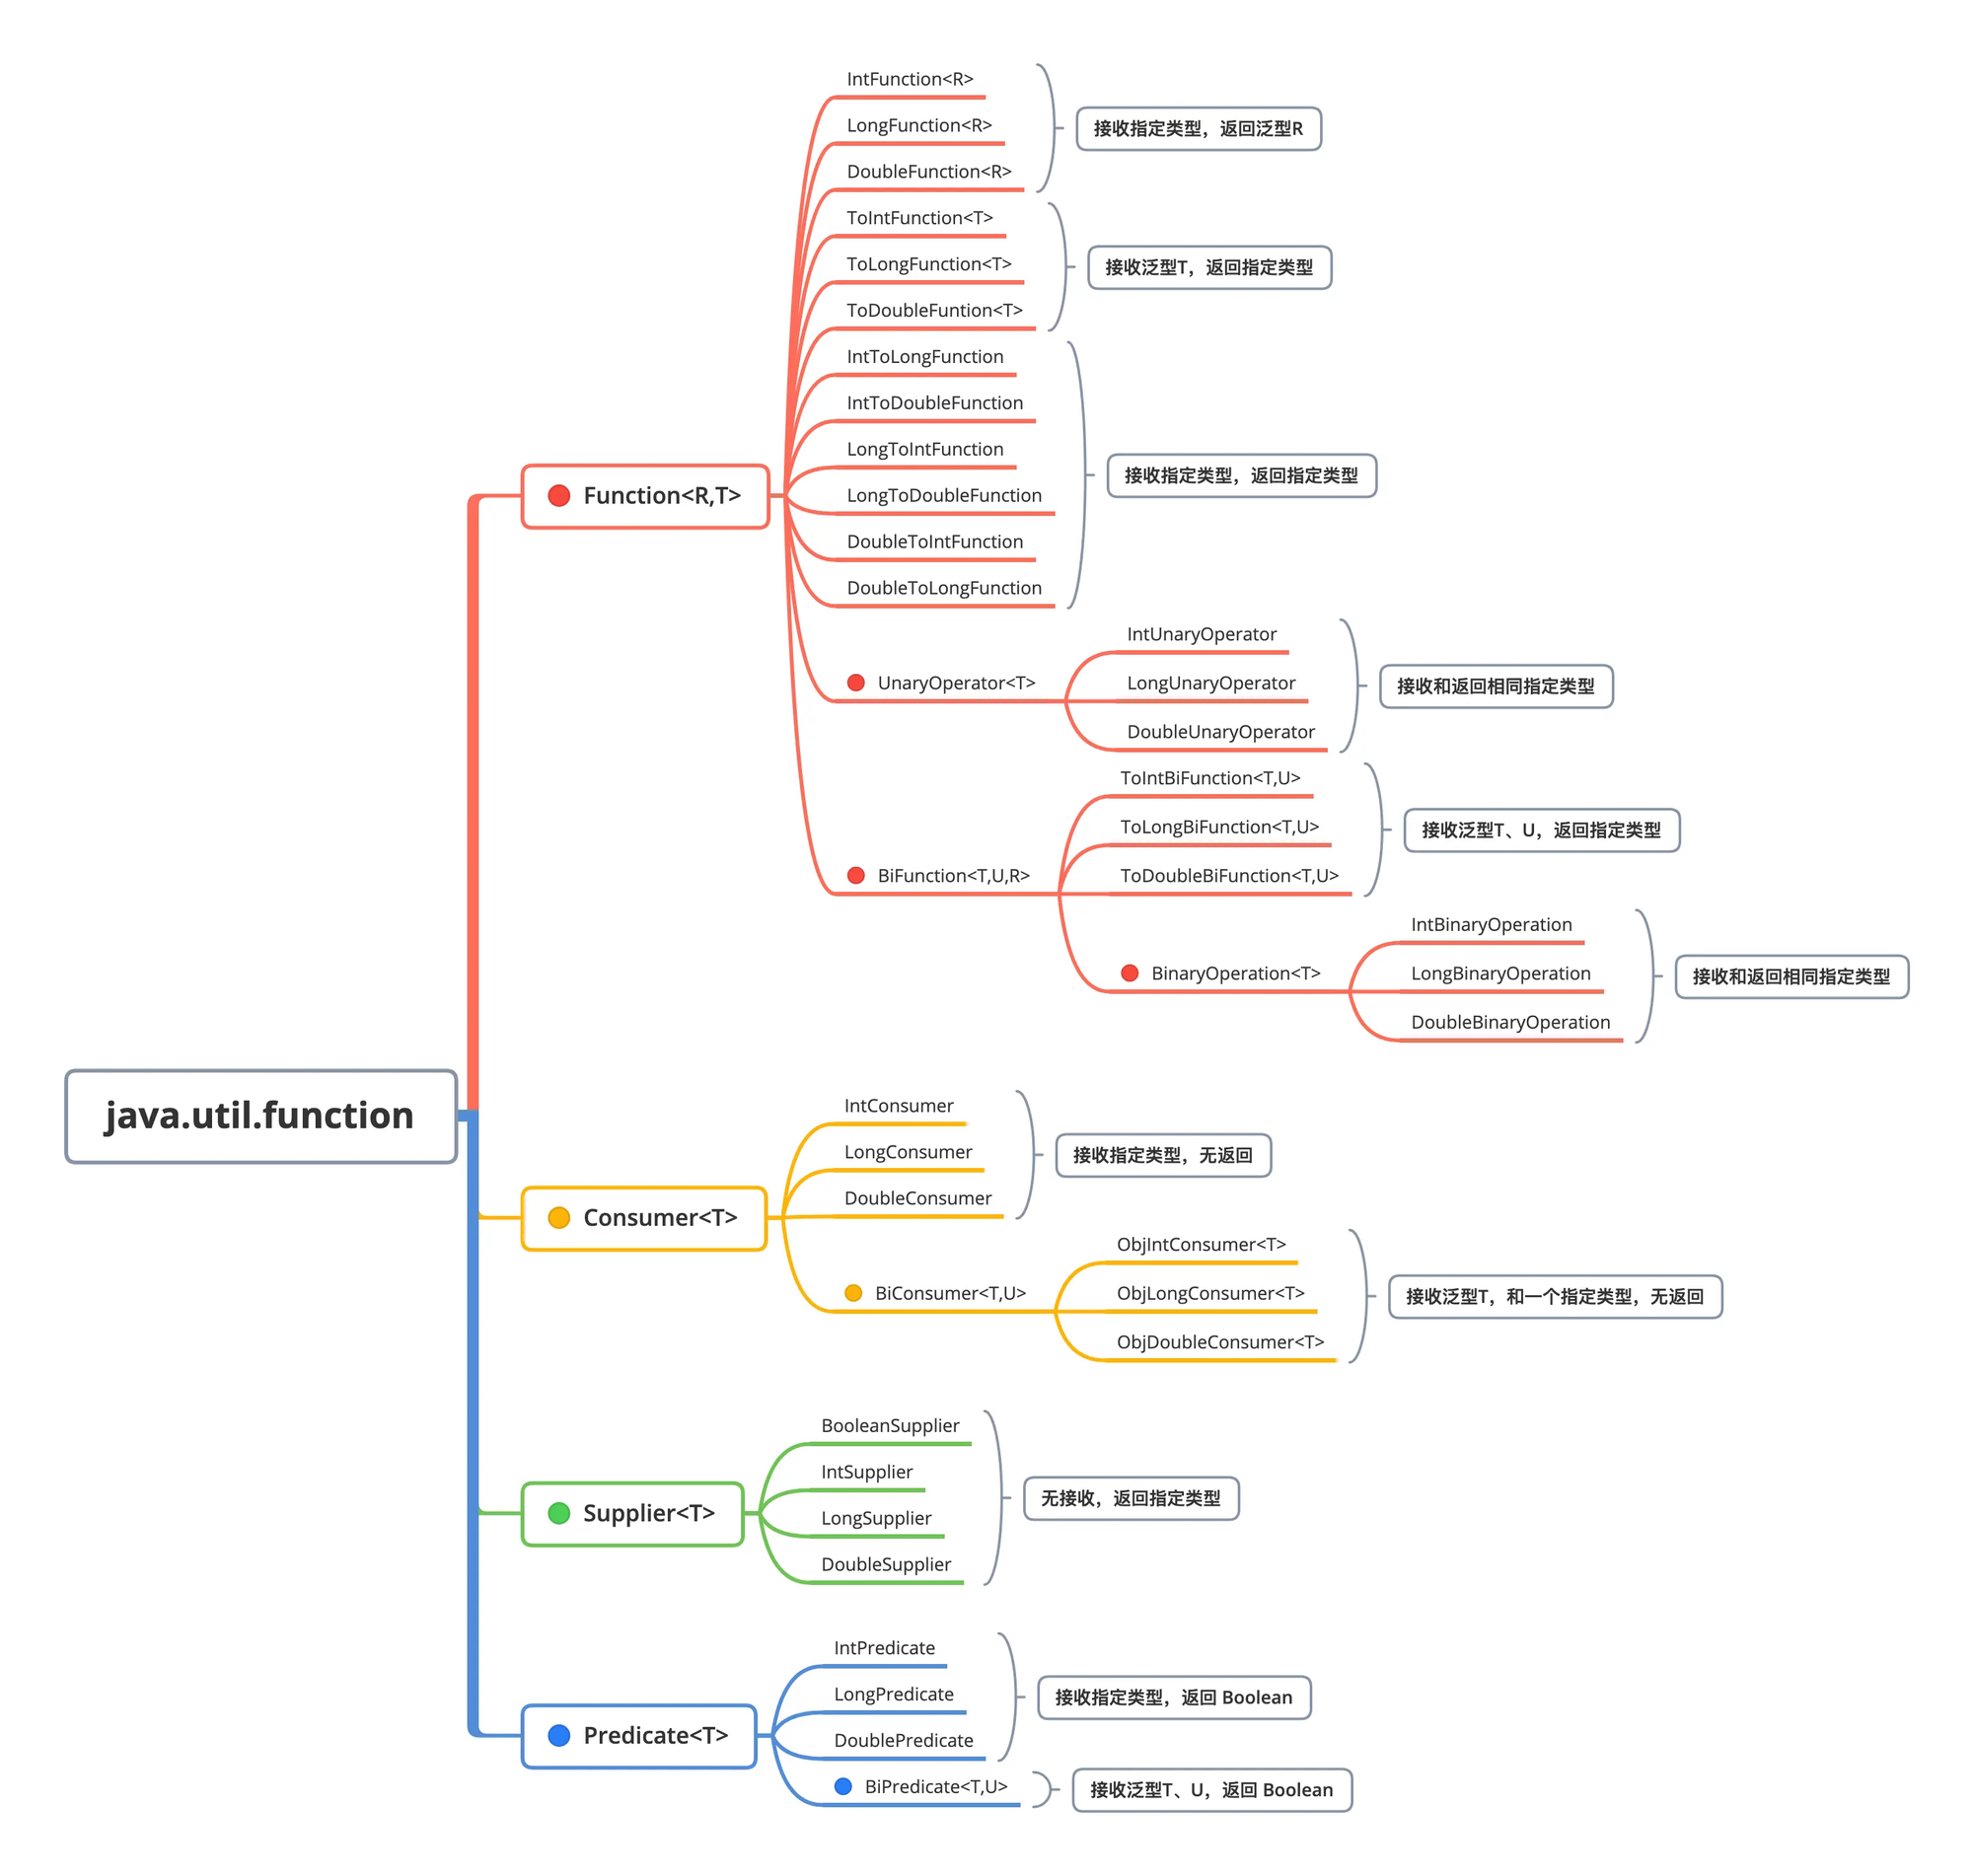 java.util.function
Function<R,T>
IntFunction<R>
LongFunction<R>
DoubleFunction<R>
接收指定类型，返回泛型R
ToIntFunction<T>
ToLongFunction<T>
ToDoubleFuntion<T>
接收泛型T，返回指定类型
IntToLongFunction
IntToDoubleFunction
LongToIntFunction
LongToDoubleFunction
DoubleToIntFunction
DoubleToLongFunction
接收指定类型，返回指定类型
UnaryOperator<T>
IntUnaryOperator
LongUnaryOperator
DoubleUnaryOperator
接收和返回相同指定类型
BiFunction<T,U,R>
ToIntBiFunction<T,U>
ToLongBiFunction<T,U>
ToDoubleBiFunction<T,U>
接收泛型T、U，返回指定类型
BinaryOperation<T>
IntBinaryOperation
LongBinaryOperation
DoubleBinaryOperation
接收和返回相同指定类型
Consumer<T>
IntConsumer
LongConsumer
DoubleConsumer
接收指定类型，无返回
BiConsumer<T,U>
ObjIntConsumer<T>
ObjLongConsumer<T>
ObjDoubleConsumer<T>
接收泛型T，和一个指定类型，无返回
Supplier<T>
BooleanSupplier
IntSupplier
LongSupplier
DoubleSupplier
无接收，返回指定类型
Predicate<T>
IntPredicate
LongPredicate
DoublePredicate
接收指定类型，返回 Boolean
BiPredicate<T,U>
接收泛型T、U，返回 Boolean